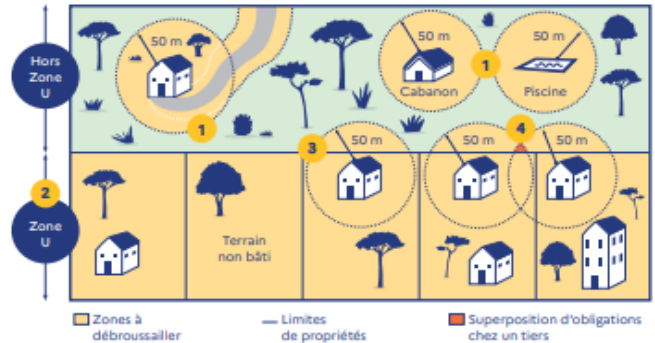 Hors
Zone
U
50 m
50 m
50 m
1
Cabanon
Piscine
1
3
50 m
50 m
4
50 m
2
Zone
U
Terrain
non bâti
Zones à
débroussailler
Limites
de propriétés
Superposition d'obligations
chez un tiers